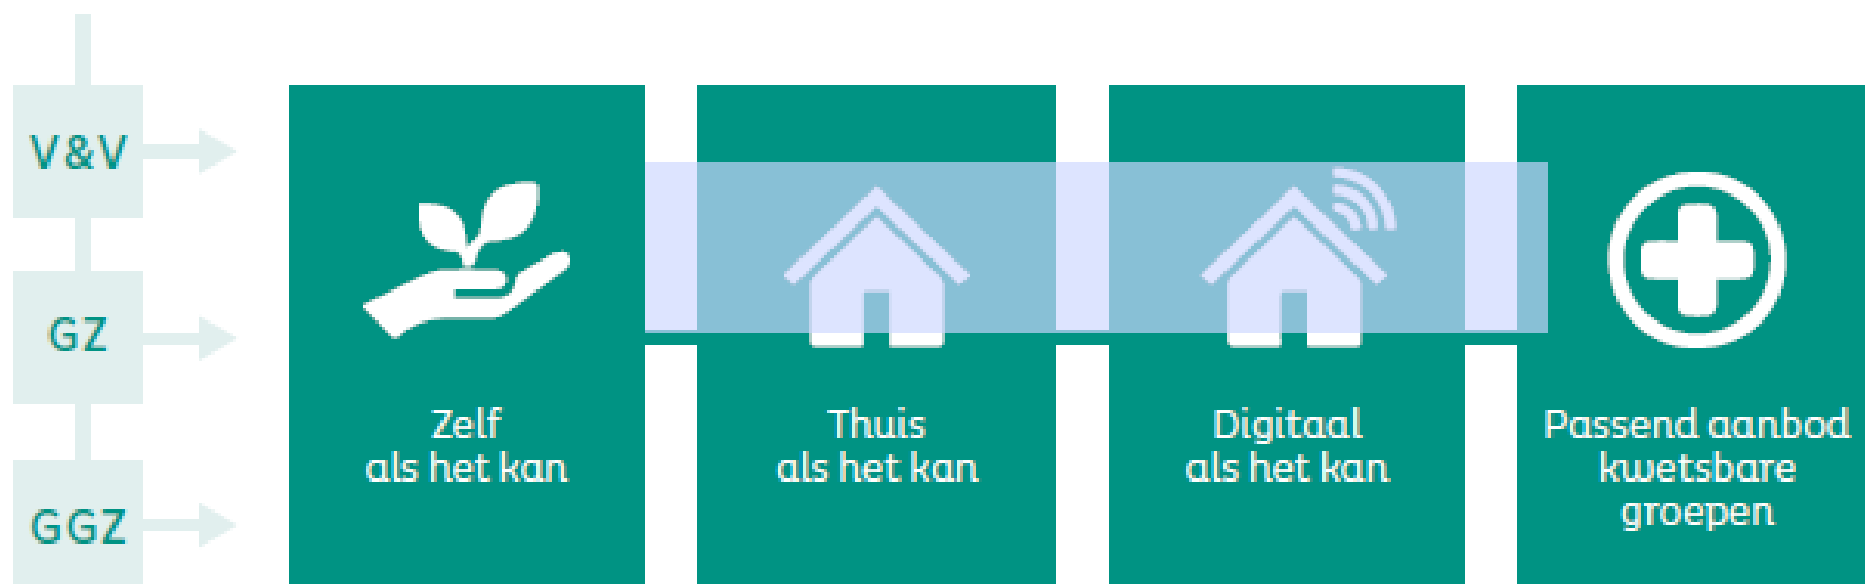 V&V
GZ
GGZ
Zelf
als het kan
Thuis
als het kan
Digitaal
als het kan
Passend aanbod
kwetsbare
groepen